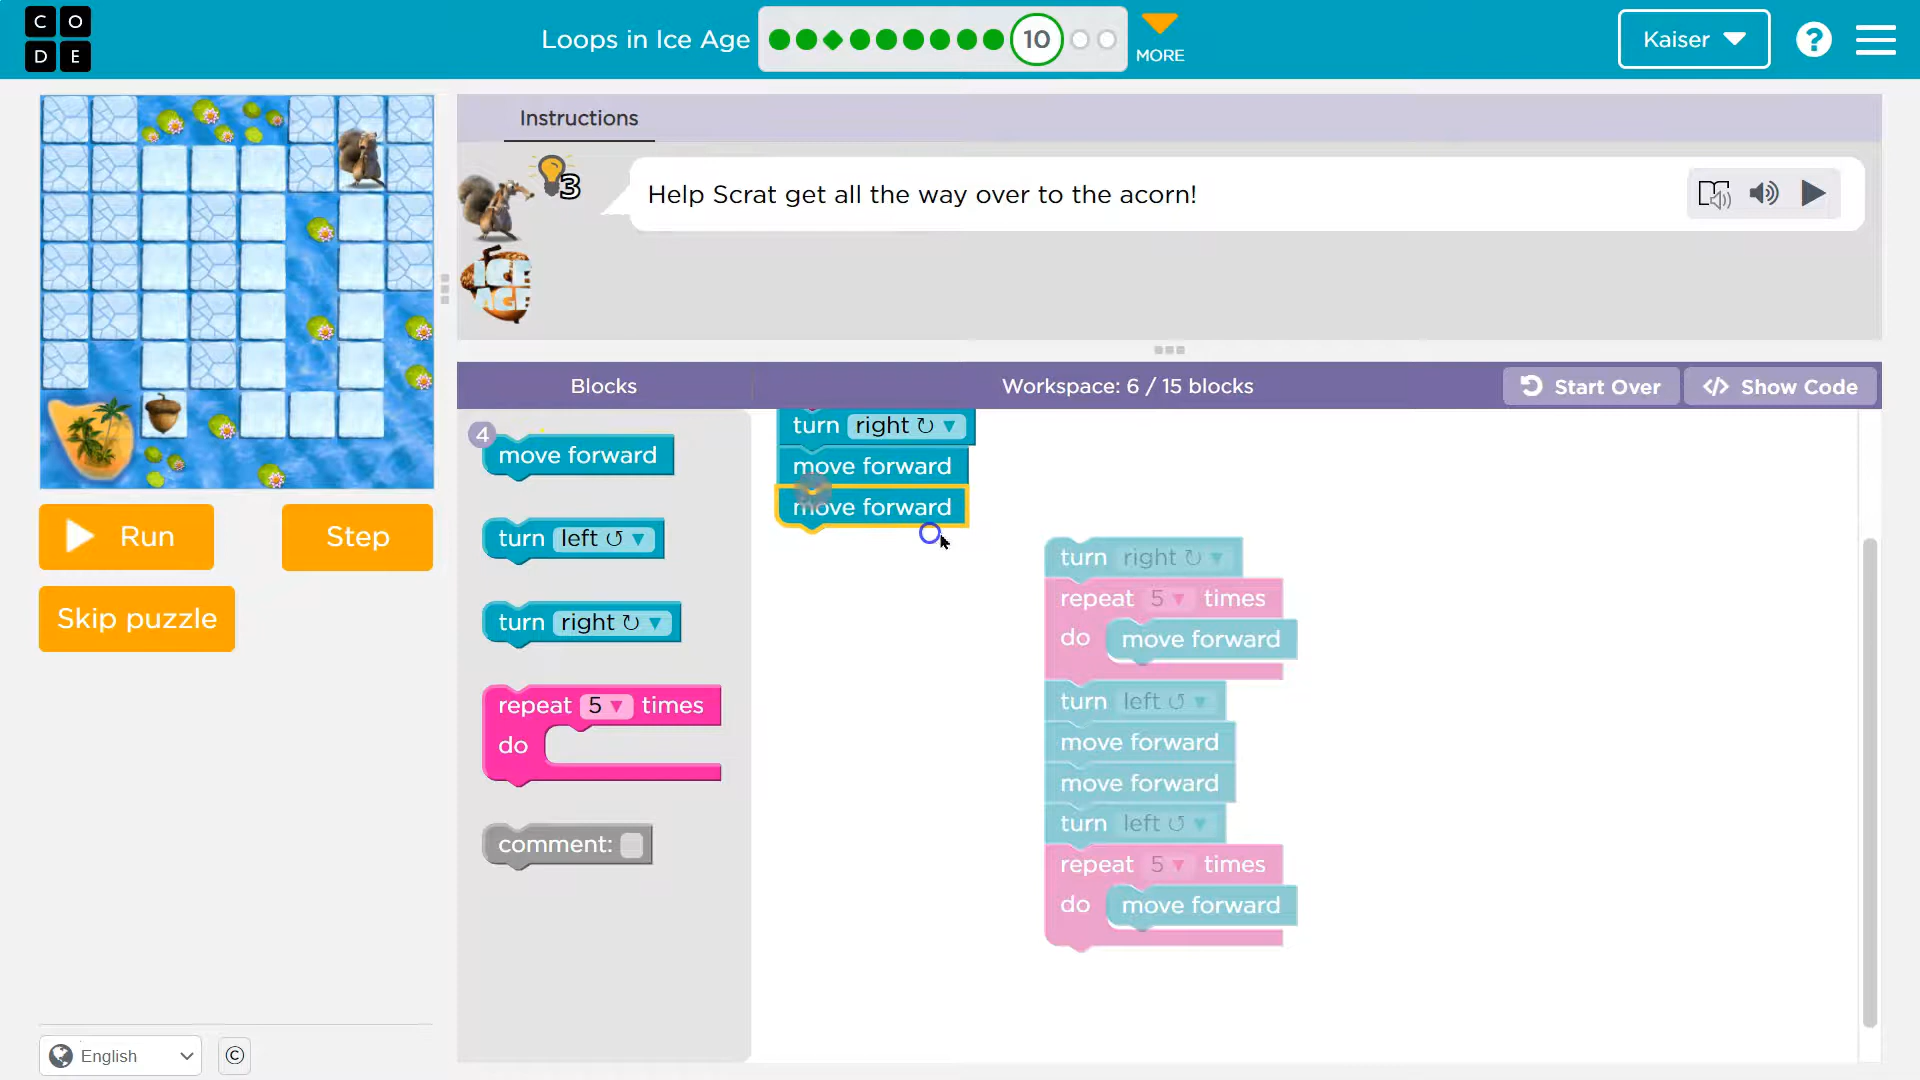 C O
D E
Loops in Ice Age
10
MORE
Kaiser
?
Instructions
3
Help Scrat get all the way over to the acorn!
ICE
AGE
Blocks
Workspace: 6 / 15 blocks
Start Over
</> Show Code
Run
Step
Skip puzzle
4
move forward
turn left ↺ ▼
turn right ↻ ▼
repeat 5 ▼ times
do
comment:
turn right ↻ ▼
move forward
move forward
turn right ↻ ▼
repeat 5 ▼ times
do move forward
turn left ↺ ▼
move forward
move forward
turn left ↺ ▼
repeat 5 ▼ times
do move forward
English
©